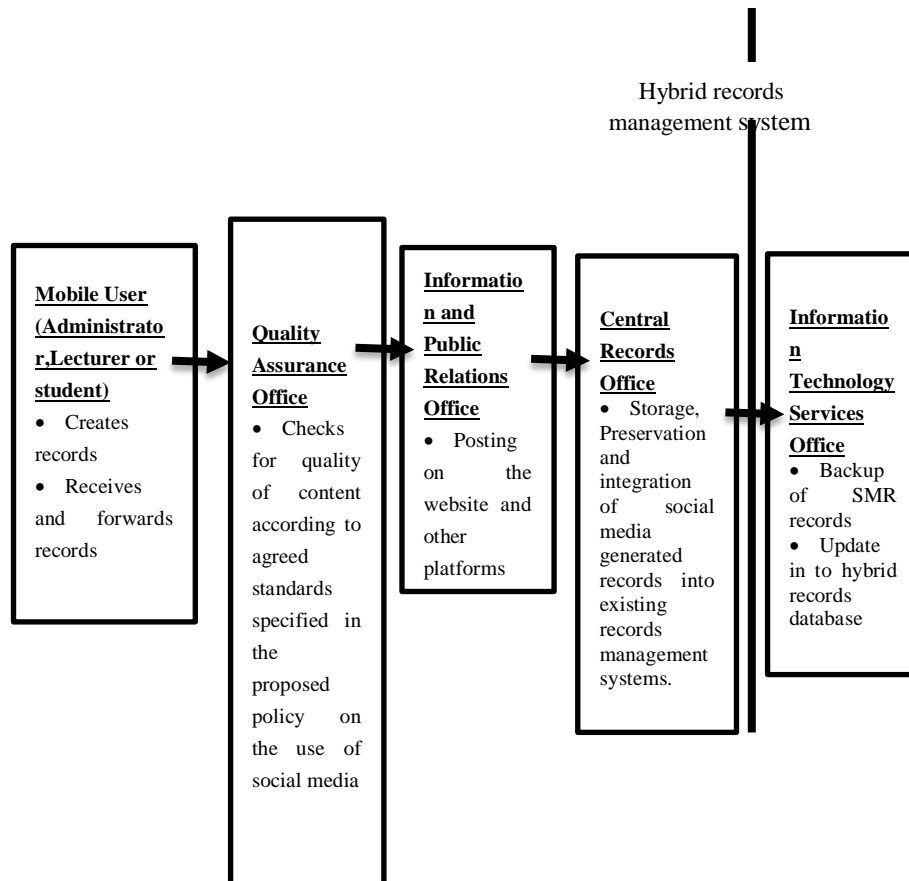 Hybrid records
management system
Mobile User
(Administrato
r,Lecturer or
student)
• Creates
records
• Receives
and forwards
records
Quality
Assurance
Office
• Checks
for quality
of content
according to
agreed
standards
specified in
the
proposed
policy on
the use of
social media
Informatio
n and
Public
Relations
Office
• Posting
on the
website and
other
platforms
Central
Records
Office
• Storage,
Preservation
and
integration
of social
media
generated
records into
existing
records
management
systems.
Informatio
n
Technology
Services
Office
• Backup
of SMR
records
• Update
in to hybrid
records
database